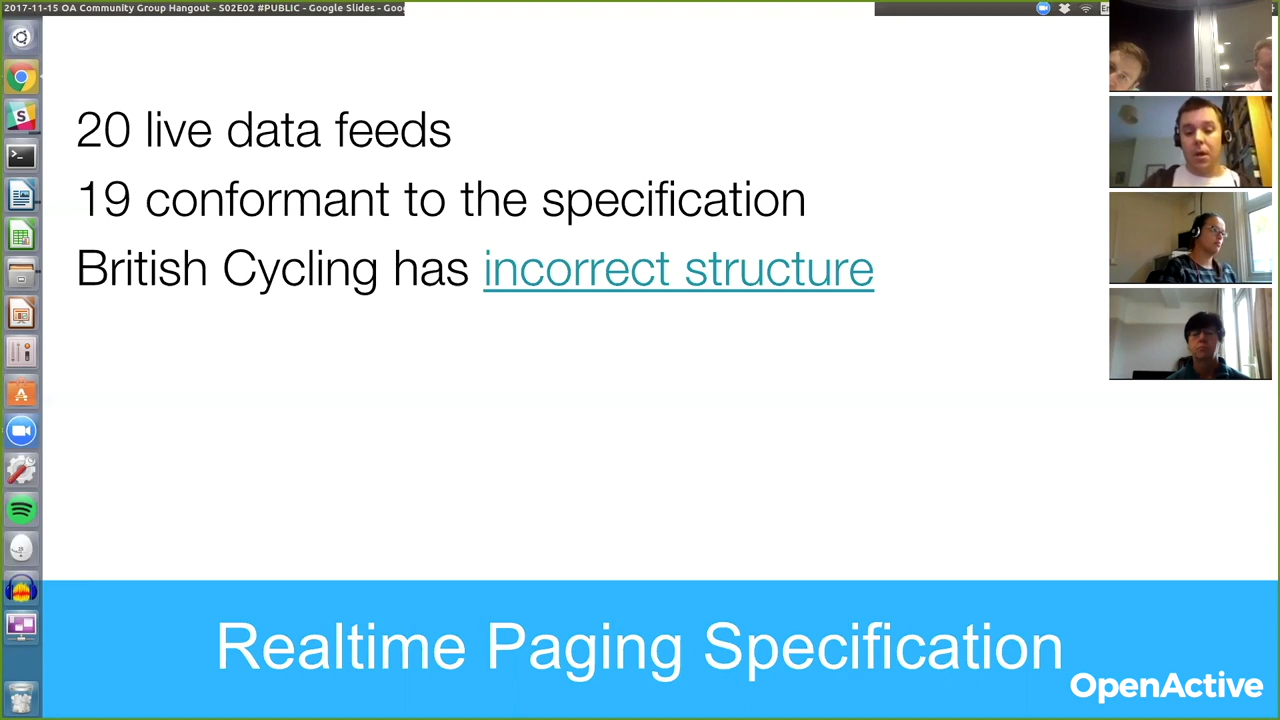 2017-11-15 OA Community Group Hangout - S02E02 #PUBLIC - Google Slides - Goo
20 live data feeds
19 conformant to the specification
British Cycling has incorrect structure
Realtime Paging Specification
OpenActive